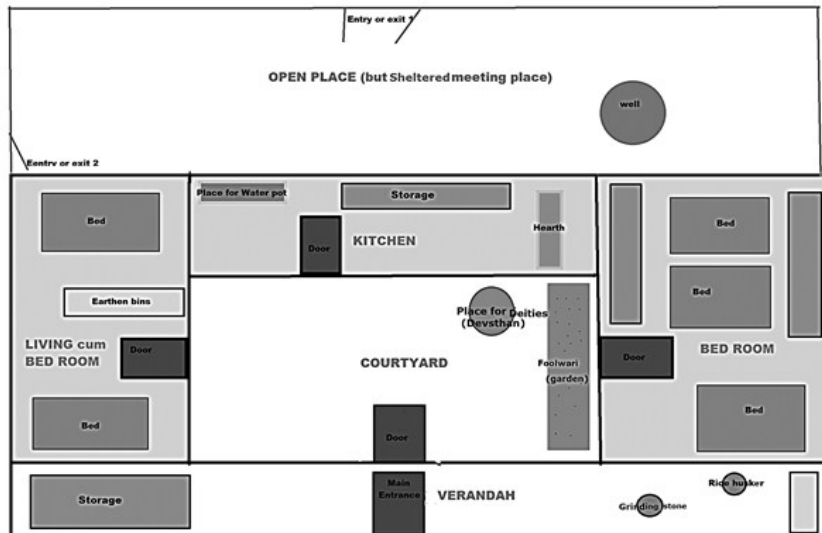 Entry or exit 1
OPEN PLACE (but Sheltered meeting place)
well
Eentry or exit 2
Place for Water pot
Storage
Bed
Door
KITCHEN
Hearth
Bed
Earthen bins
Bed
Place for Deities
(Devsthan)
LIVING cum
BED ROOM
Door
COURTYARD
Foolwari
(garden)
Door
BED ROOM
Bed
Door
Bed
Storage
Main
Entrance
VERANDAH
Rice husker
Grinding stone